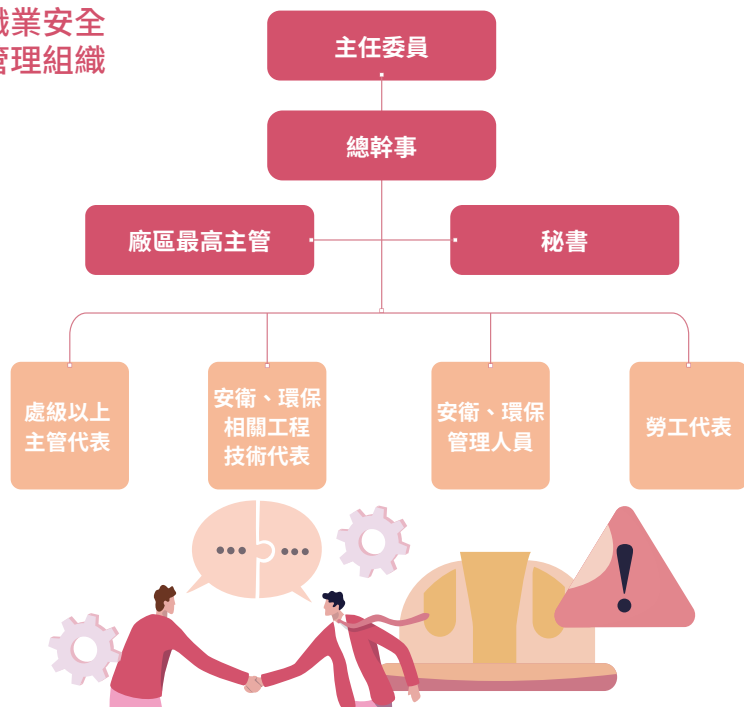 職業安全
管理組織
主任委員
總幹事
廠區最高主管
秘書
處級以上
主管代表
安衛、環保
相關工程
技術代表
安衛、環保
管理人員
勞工代表